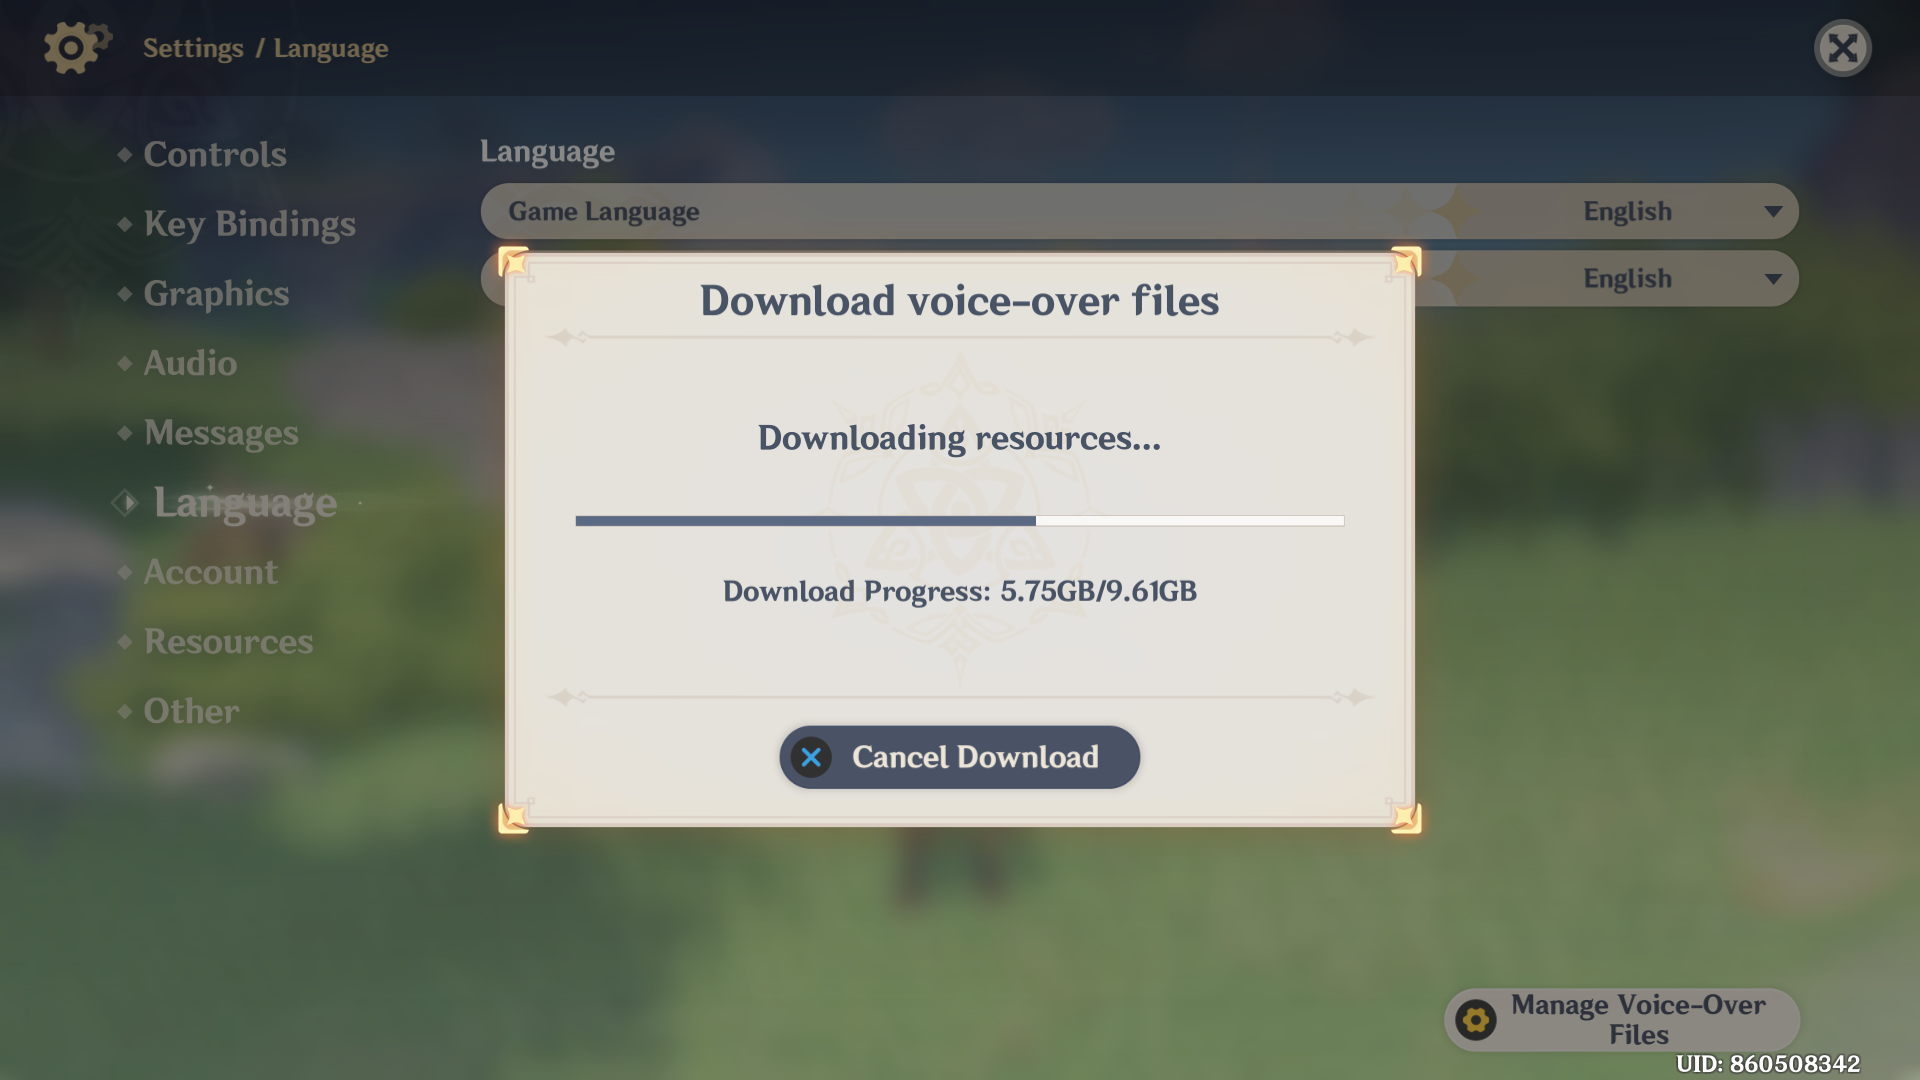 Settings / Language
Controls
Key Bindings
Graphics
Audio
Messages
Language
Account
Resources
Other
Language
Game Language
English
English
Download voice-over files
Downloading resources...
Download Progress: 5.75GB/9.61GB
Cancel Download
Manage Voice-Over
Files
UID: 860508342